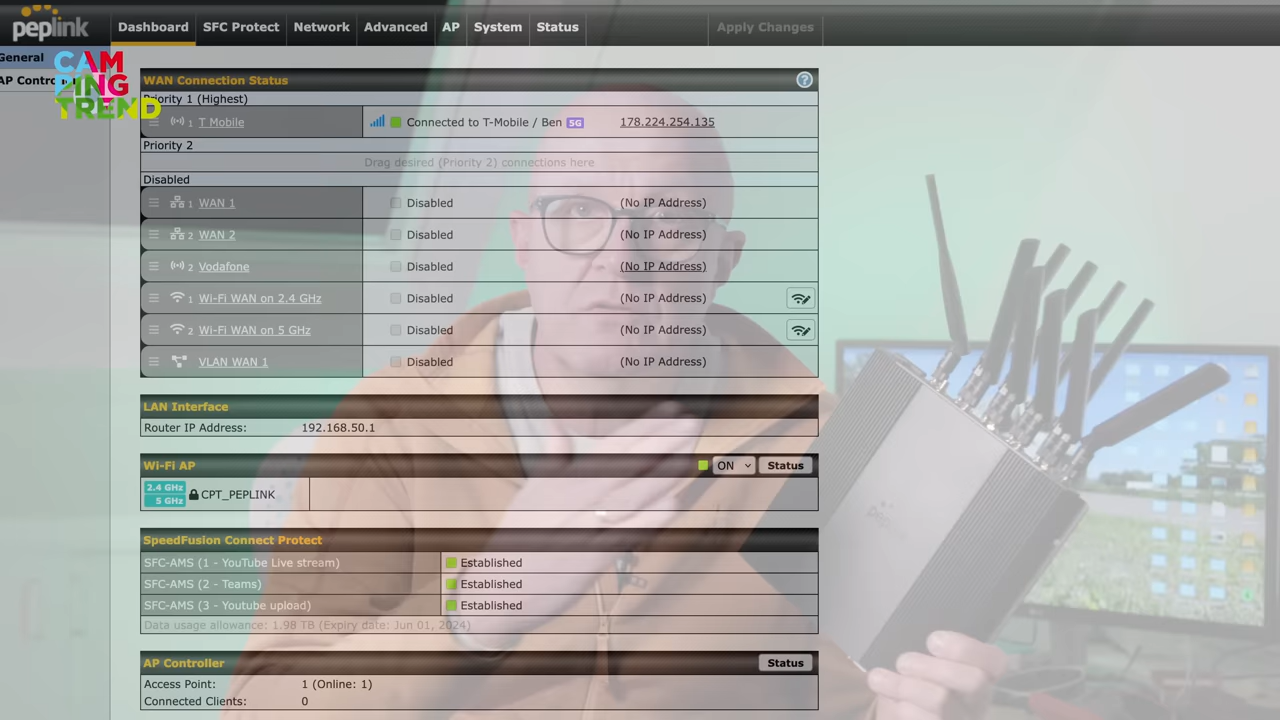 peplink
Dashboard SFC Protect Network Advanced AP System Status Apply Changes
General
AP Contro
CAM
PING
TREND
WAN Connection Status
Priority 1 (Highest)
1 T Mobile Connected to T-Mobile / Ben 5G 178.224.254.135
Priority 2
Drag desired (Priority 2) connections here
Disabled
1 WAN 1 Disabled (No IP Address)
2 WAN 2 Disabled (No IP Address)
2 Vodafone Disabled (No IP Address)
1 Wi-Fi WAN on 2.4 GHz Disabled (No IP Address)
2 Wi-Fi WAN on 5 GHz Disabled (No IP Address)
VLAN WAN 1 Disabled (No IP Address)
LAN Interface
Router IP Address: 192.168.50.1
Wi-Fi AP ON Status
2.4 GHz
5 GHz CPT_PEPLINK
SpeedFusion Connect Protect
SFC-AMS (1 - YouTube Live stream) Established
SFC-AMS (2 - Teams) Established
SFC-AMS (3 - Youtube upload) Established
Data usage allowance: 1.98 TB (Expiry date: Jun 01, 2024)
AP Controller Status
Access Point: 1 (Online: 1)
Connected Clients: 0